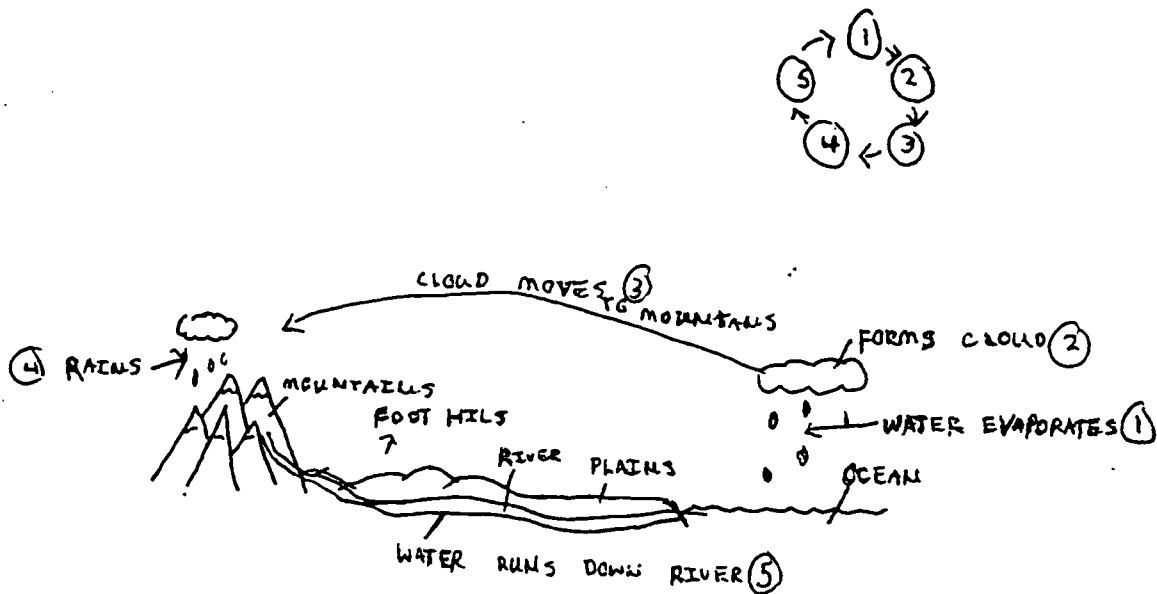 1
5
2
4
3
CLOUD MOVES 3
TO MOUNTANS
FORMS CLOUD 2
4 RAINS
MOUNTAINS
FOOT HILS
WATER EVAPORATES 1
RIVER
PLAINS
OCEAN
WATER RUNS DOWN RIVER 5